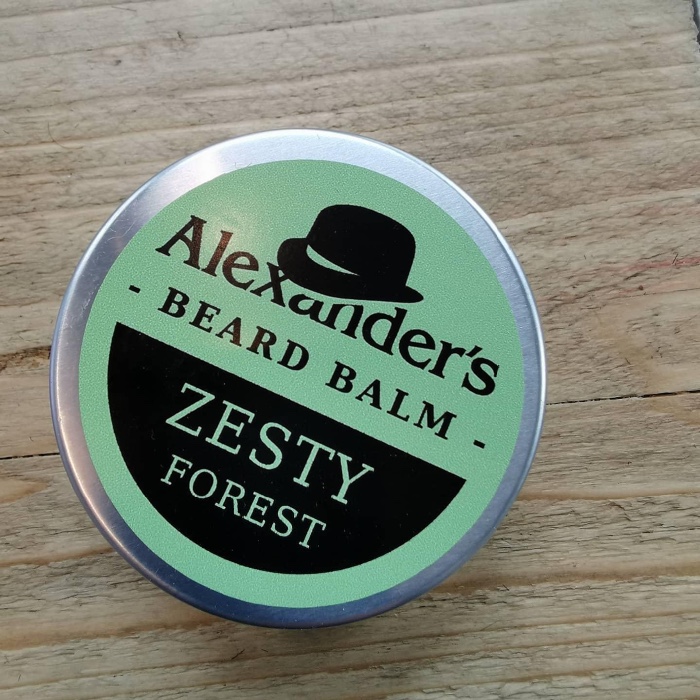 Alexander's
- BEARD BALM -
ZESTY
FOREST